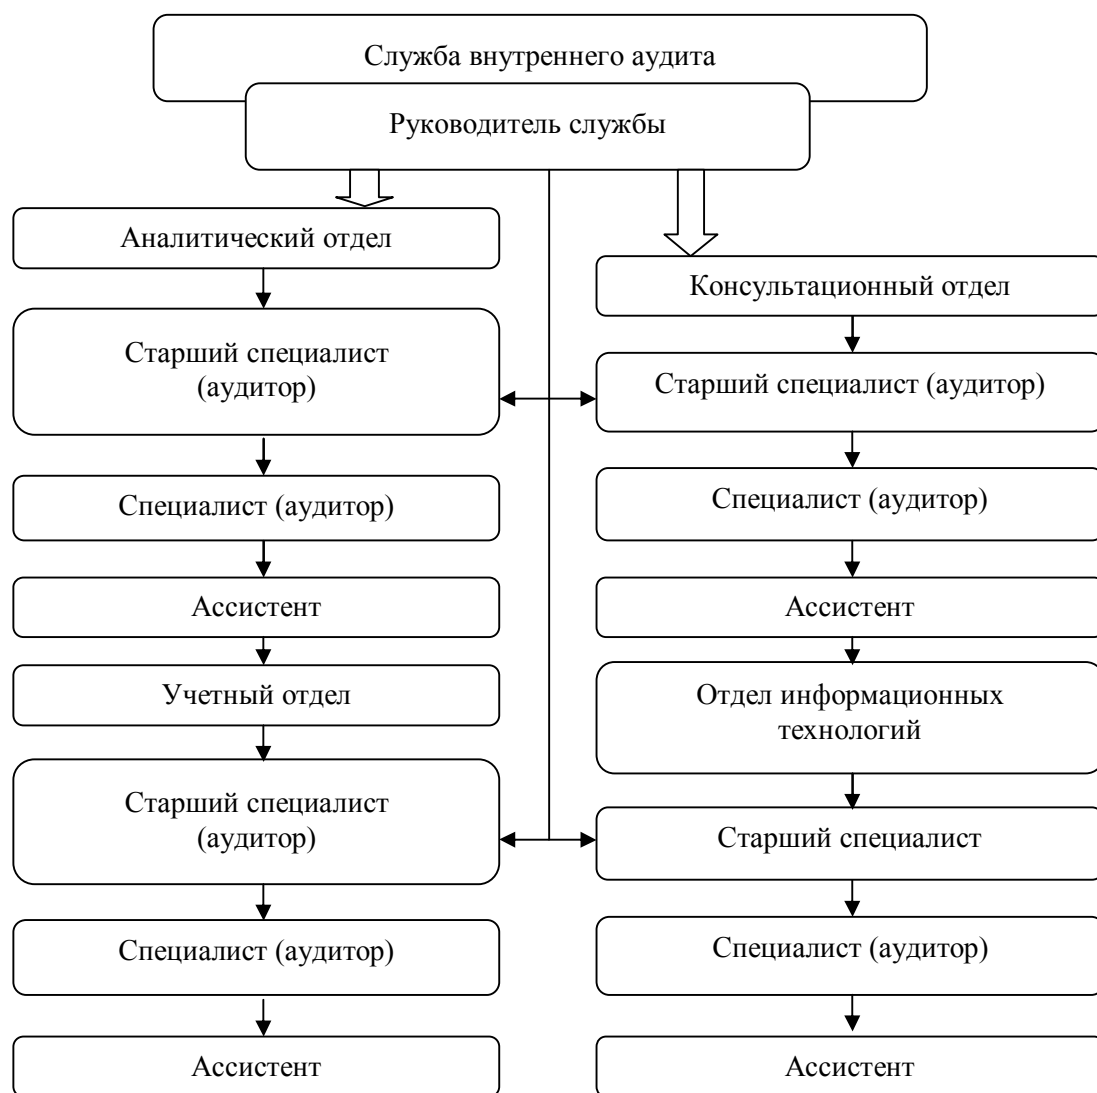 Служба внутреннего аудита
Руководитель службы
Аналитический отдел
Старший специалист
(аудитор)
Специалист (аудитор)
Ассистент
Учетный отдел
Старший специалист
(аудитор)
Специалист (аудитор)
Ассистент
Консультационный отдел
Старший специалист (аудитор)
Специалист (аудитор)
Ассистент
Отдел информационных
технологий
Старший специалист
Специалист (аудитор)
Ассистент